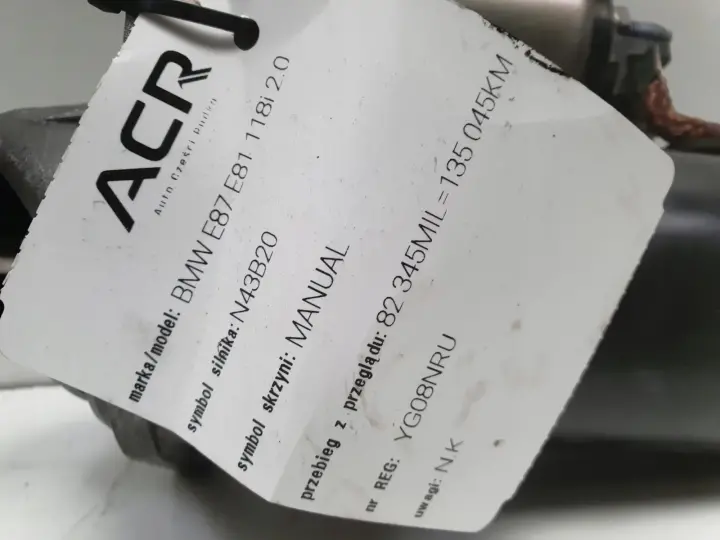 ACR
Auto Części Rudon
marka/model: BMW E87 E81 118i 2.0
symbol silnika: N43B20
symbol skrzyni: MANUAL
przebieg z przeglądu: 82 345MIL=135 045KM
nr REG: YG08NRU
uwagi: N.K